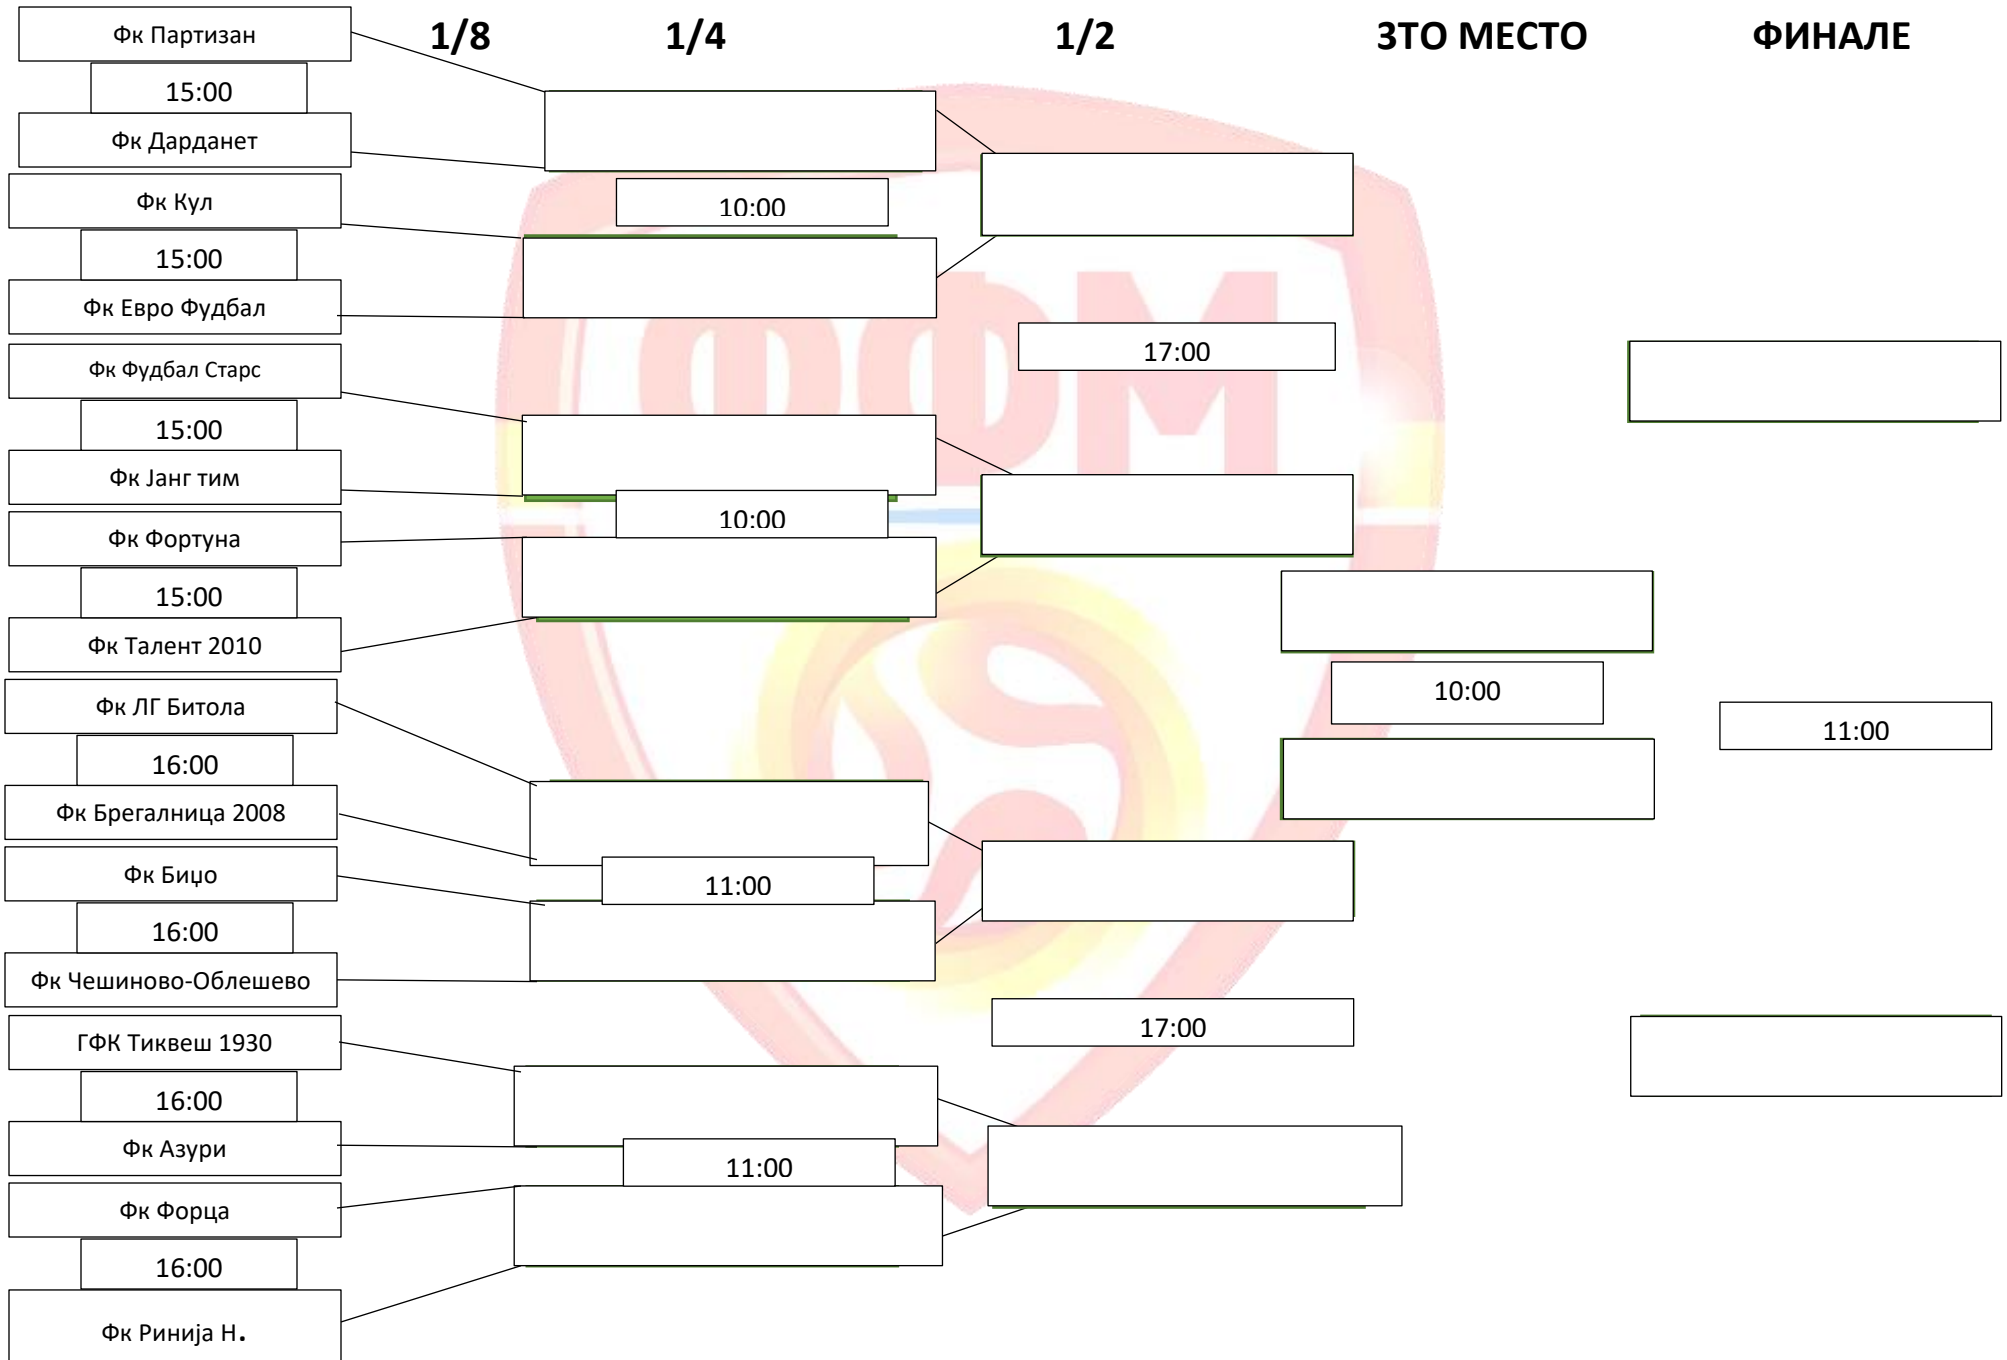 1/8
1/4
1/2
3ТО МЕСТО
ФИНАЛЕ
Фк Партизан
15:00
Фк Дарданет
Фк Кул
15:00
Фк Евро Фудбал
Фк Фудбал Старс
15:00
Фк Јанг тим
Фк Фортуна
15:00
Фк Талент 2010
Фк ЛГ Битола
16:00
Фк Брегалница 2008
Фк Биџо
16:00
Фк Чешиново-Облешево
ГФК Тиквеш 1930
16:00
Фк Азури
Фк Форца
16:00
Фк Ринија Н.
10:00
10:00
11:00
11:00
17:00
17:00
10:00
11:00
ФФМ